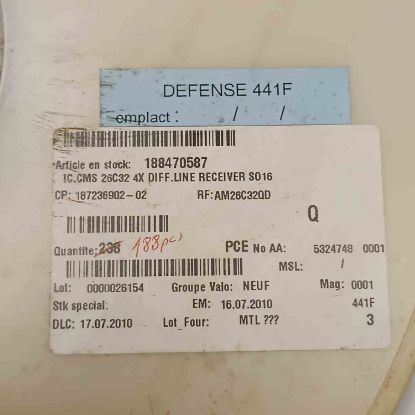 DEFENSE 441F
emplact : / /
Article en stock: 188470587
IC.CMS 26C32 4X DIFF.LINE RECEIVER SO16
CP: 187236902-02 RF:AM26C32QD
Q
Quantite: 238 188pcs PCE No AA: 5324748 0001
MSL: /
Lot: 0000026154 Groupe Valo: NEUF Mag: 0001
Stk special: EM: 16.07.2010 441F
DLC: 17.07.2010 Lot_Four: MTL ??? 3